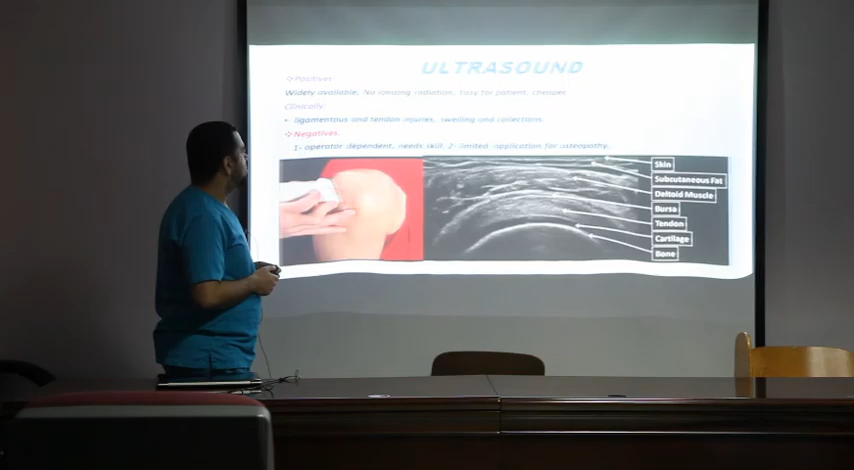 ULTRASOUND
❖ Positives:
Widely available, No ionizing radiation, Easy for patient, cheaper
Clinically:
- ligamentous and tendon injuries, swelling and collections.
❖ Negatives.
1- operator dependent, needs skill, 2- limited application for osteopathy.
Skin
Subcutaneous Fat
Deltoid Muscle
Bursa
Tendon
Cartilage
Bone